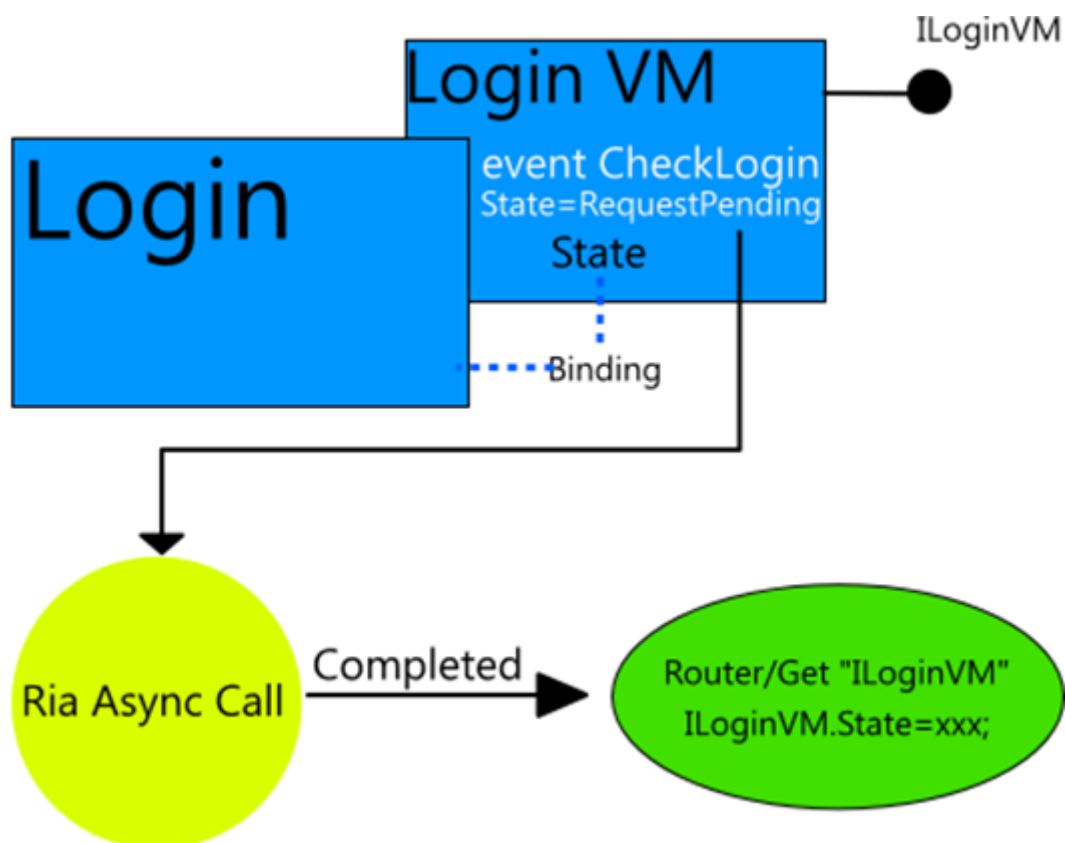 ILoginVM
Login VM
event CheckLogin
State=RequestPending
State
Login
Binding
Completed
Ria Async Call
Router/Get "ILoginVM"
ILoginVM.State=xxx;